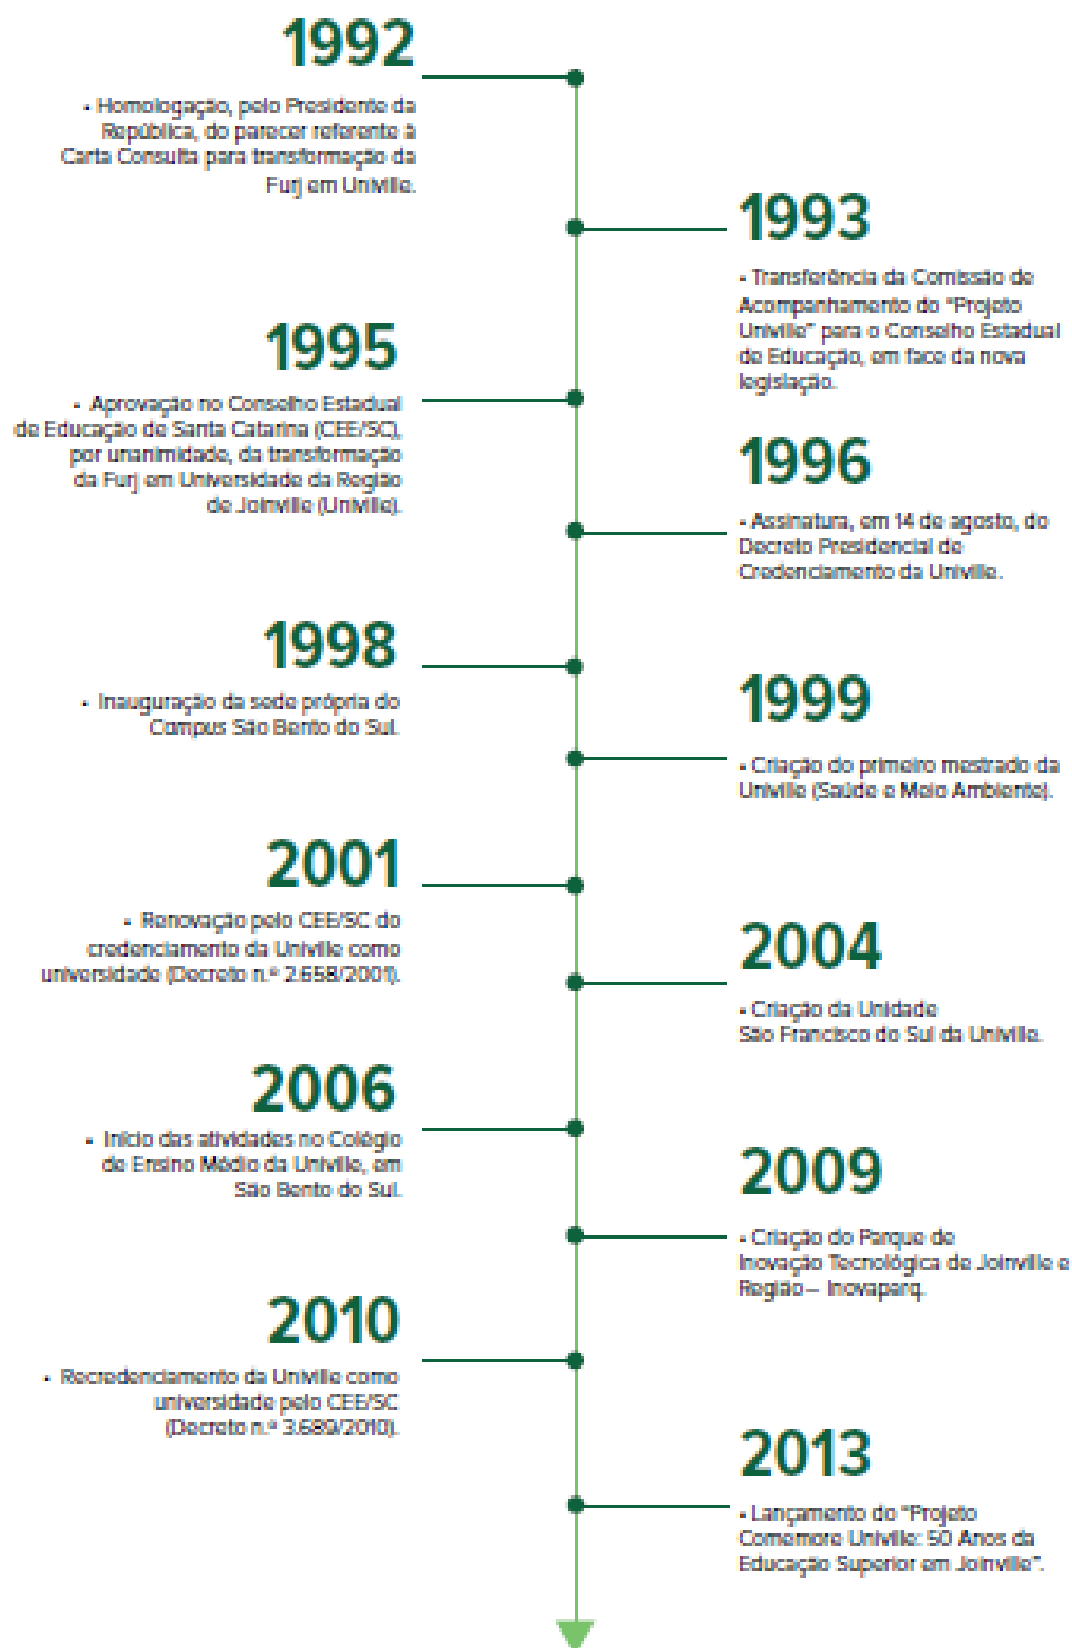 1992
• Homologação, pelo Presidente da
República, do parecer referente à
Carta Consulta para transformação da
Furj em Univille.
1993
• Transferência da Comissão de
Acompanhamento do "Projeto
Univille" para o Conselho Estadual
de Educação, em face da nova
legislação.
1995
• Aprovação no Conselho Estadual
de Educação de Santa Catarina (CEE/SC),
por unanimidade, da transformação
da Furj em Universidade da Região
de Joinville (Univille).
1996
• Assinatura, em 14 de agosto, do
Decreto Presidencial de
Credenciamento da Univille.
1998
• Inauguração da sede própria do
Campus São Bento do Sul.
1999
• Criação do primeiro mestrado da
Univille (Saúde e Meio Ambiente).
2001
• Renovação pelo CEE/SC do
credenciamento da Univille como
universidade (Decreto n.º 2.658/2001).
2004
• Criação da Unidade
São Francisco do Sul da Univille.
2006
• Início das atividades no Colégio
de Ensino Médio da Univille, em
São Bento do Sul.
2009
• Criação do Parque de
Inovação Tecnológica de Joinville e
Região – Inovaparq.
2010
• Recredenciamento da Univille como
universidade pelo CEE/SC
(Decreto n.º 3.689/2010).
2013
• Lançamento do "Projeto
Comemore Univille: 50 Anos da
Educação Superior em Joinville".